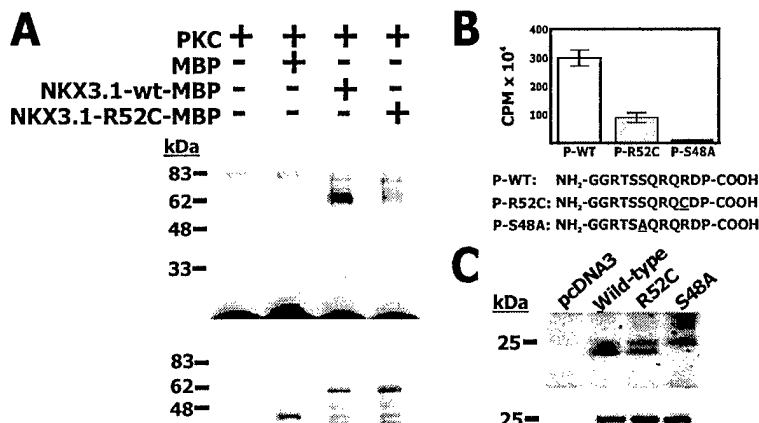 A
PKC + + + +
MBP - + - -
NKX3.1-wt-MBP - - + -
NKX3.1-R52C-MBP - - - +
kDa
83
62
48
33
83
62
48
B
CPM x 10⁴
400
300
200
100
P-WT P-R52C P-S48A
P-WT: NH₂-GGRTSSQRQRDP-COOH
P-R52C: NH₂-GGRTSSQRQCDP-COOH
P-S48A: NH₂-GGRTSAQRQRDP-COOH
C
pcDNA3 Wild-type R52C S48A
kDa
25
25